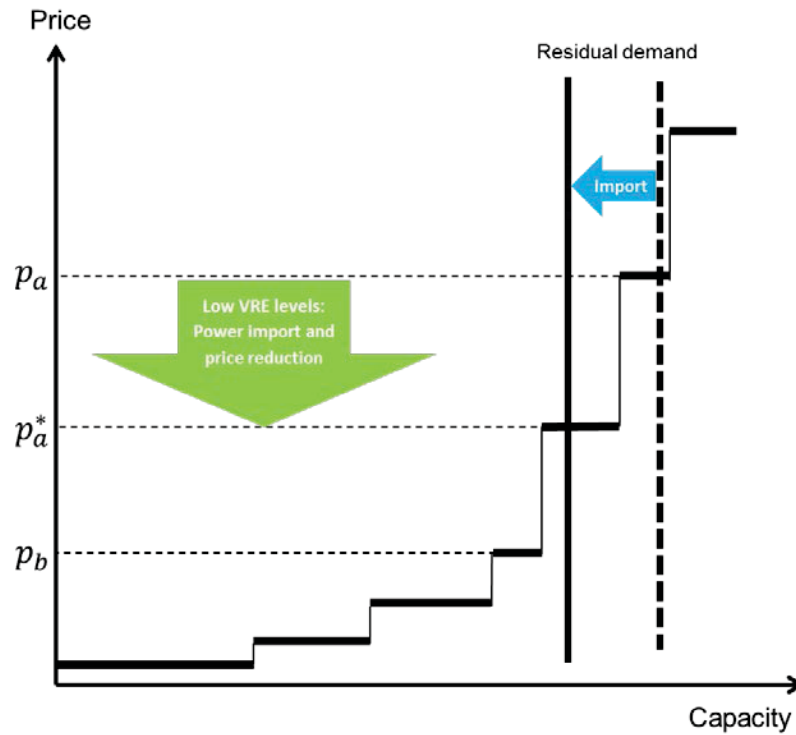 Price
Residual demand
Import
p_a
Low VRE levels:
Power import and
price reduction
p_a^*
p_b
Capacity